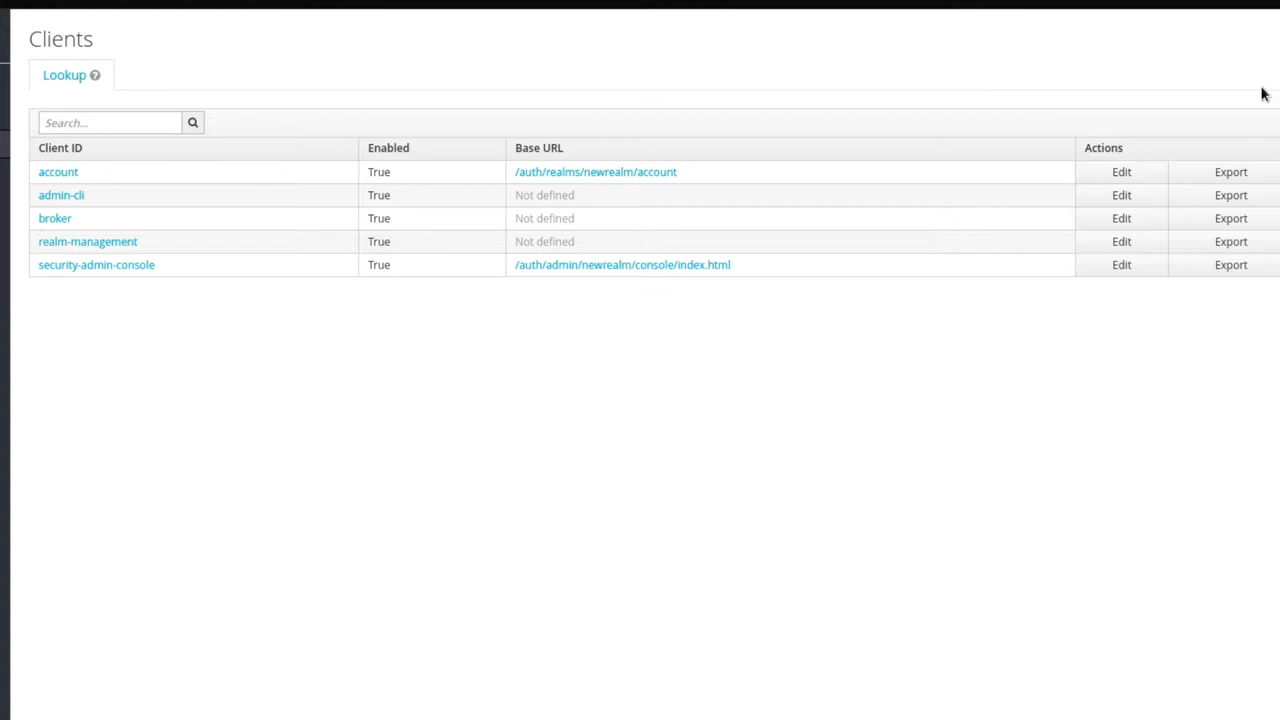 Clients
Lookup
Search...
Client ID Enabled Base URL Actions
account True /auth/realms/newrealm/account Edit Export
admin-cli True Not defined Edit Export
broker True Not defined Edit Export
realm-management True Not defined Edit Export
security-admin-console True /auth/admin/newrealm/console/index.html Edit Export